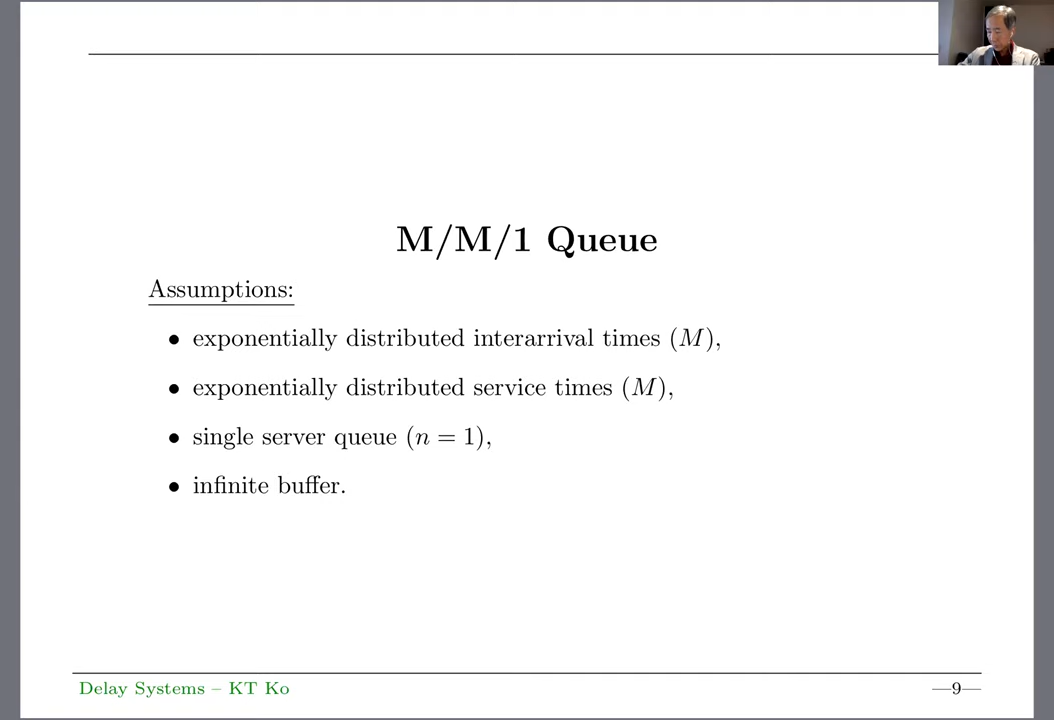 M/M/1 Queue
Assumptions:
• exponentially distributed interarrival times (M),
• exponentially distributed service times (M),
• single server queue (n = 1),
• infinite buffer.
Delay Systems – KT Ko
—9—